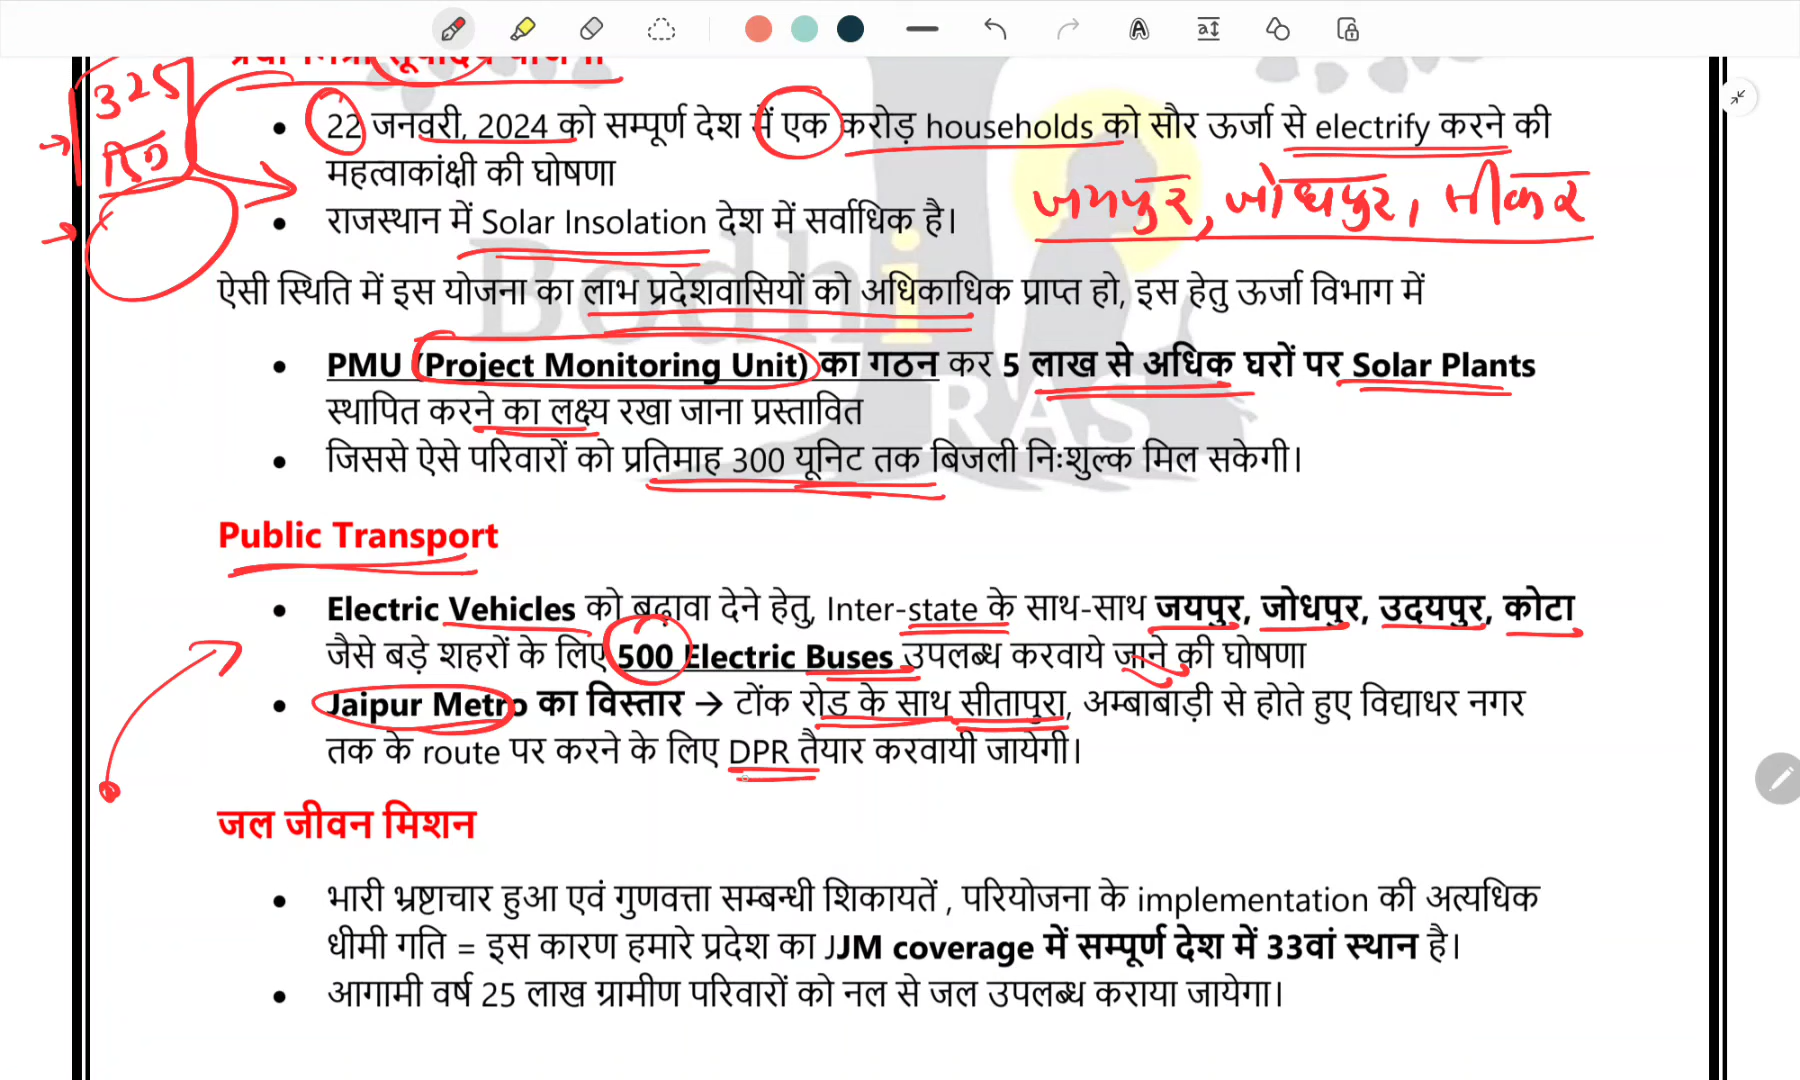 22 जनवरी, 2024 को सम्पूर्ण देश में एक करोड़ households को सौर ऊर्जा से electrify करने की
महत्वाकांक्षी की घोषणा
राजस्थान में Solar Insolation देश में सर्वाधिक है।
325
दिन
जयपुर, जोधपुर, सीकर
ऐसी स्थिति में इस योजना का लाभ प्रदेशवासियों को अधिकाधिक प्राप्त हो, इस हेतु ऊर्जा विभाग में
PMU (Project Monitoring Unit) का गठन कर 5 लाख से अधिक घरों पर Solar Plants
स्थापित करने का लक्ष्य रखा जाना प्रस्तावित
जिससे ऐसे परिवारों को प्रतिमाह 300 यूनिट तक बिजली निःशुल्क मिल सकेगी।
Bodhi
RAS
Public Transport
Electric Vehicles को बढ़ावा देने हेतु, Inter-state के साथ-साथ जयपुर, जोधपुर, उदयपुर, कोटा
जैसे बड़े शहरों के लिए 500 Electric Buses उपलब्ध करवाये जाने की घोषणा
Jaipur Metro का विस्तार → टोंक रोड के साथ सीतापुरा, अम्बाबाड़ी से होते हुए विद्याधर नगर
तक के route पर करने के लिए DPR तैयार करवायी जायेगी।
जल जीवन मिशन
भारी भ्रष्टाचार हुआ एवं गुणवत्ता सम्बन्धी शिकायतें , परियोजना के implementation की अत्यधिक
धीमी गति = इस कारण हमारे प्रदेश का JJM coverage में सम्पूर्ण देश में 33वां स्थान है।
आगामी वर्ष 25 लाख ग्रामीण परिवारों को नल से जल उपलब्ध कराया जायेगा।